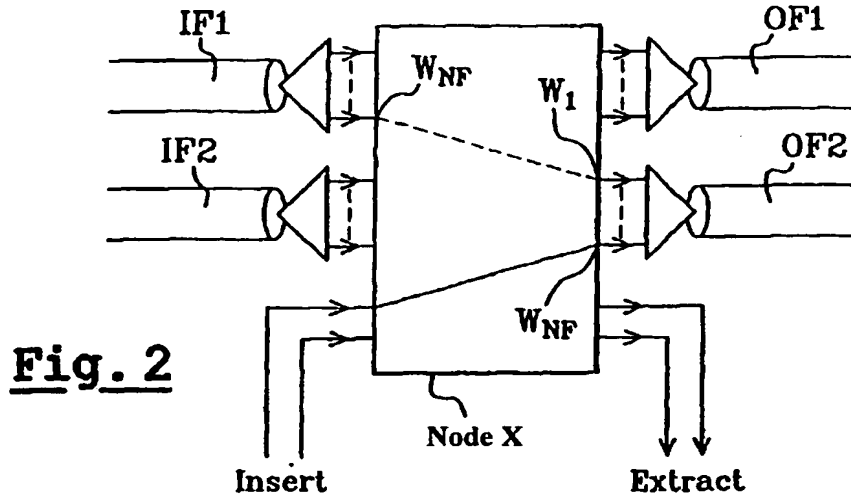 IF1
OF1
W_NF
W_1
IF2
OF2
W_NF
Fig. 2
Node X
Insert
Extract